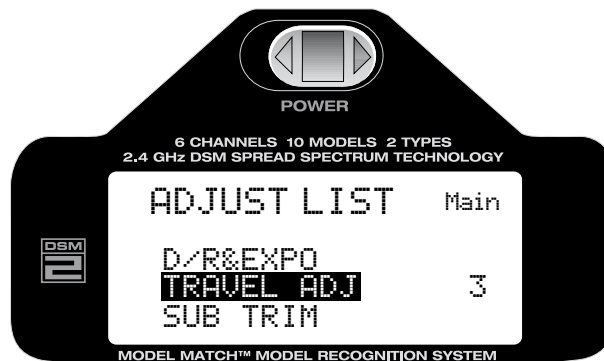 POWER
6 CHANNELS 10 MODELS 2 TYPES
2.4 GHz DSM SPREAD SPECTRUM TECHNOLOGY
ADJUST LIST Main
DSM
2
D/R&EXPO
TRAVEL ADJ 3
SUB TRIM
MODEL MATCH™ MODEL RECOGNITION SYSTEM